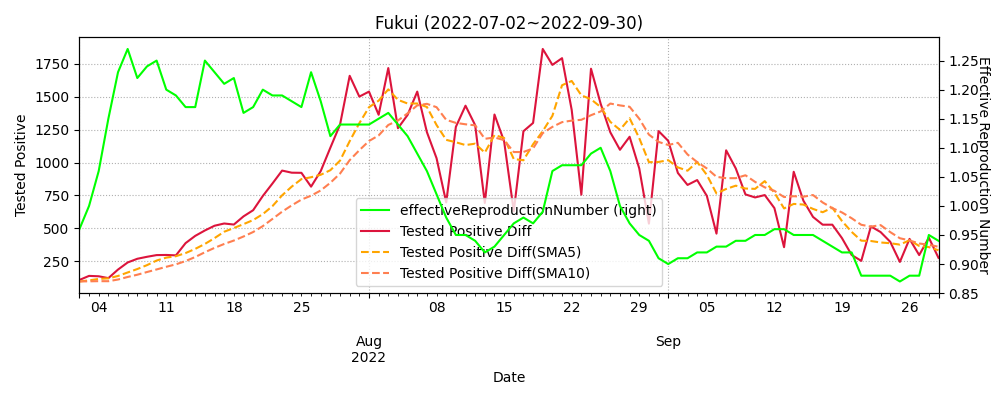 Fukui (2022-07-02~2022-09-30)
Tested Positive
1750
1500
1250
1000
750
500
250
1.25
1.20
1.15
1.10
1.05
1.00
0.95
0.90
0.85
Effective Reproduction Number
effectiveReproductionNumber (right)
Tested Positive Diff
Tested Positive Diff(SMA5)
Tested Positive Diff(SMA10)
04 11 18 25 08 15 22 29 05 12 19 26
Aug Sep
2022
Date